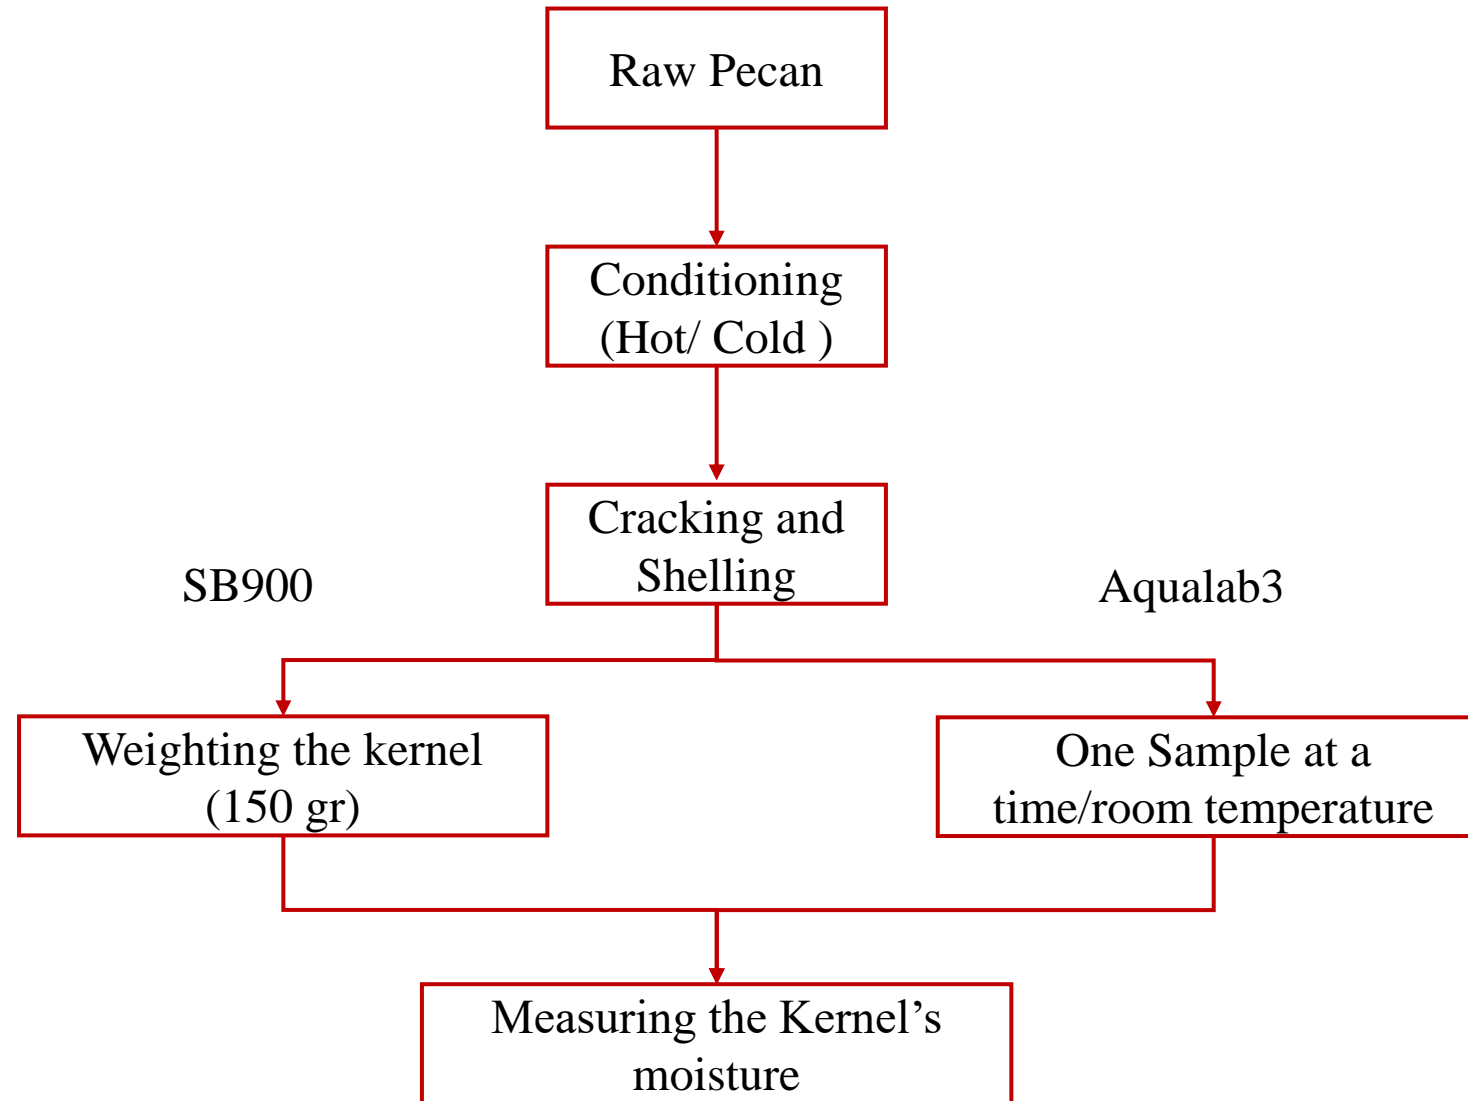 Raw Pecan
Conditioning
(Hot/ Cold )
Cracking and
Shelling
SB900
Aqualab3
Weighting the kernel
(150 gr)
One Sample at a
time/room temperature
Measuring the Kernel’s
moisture